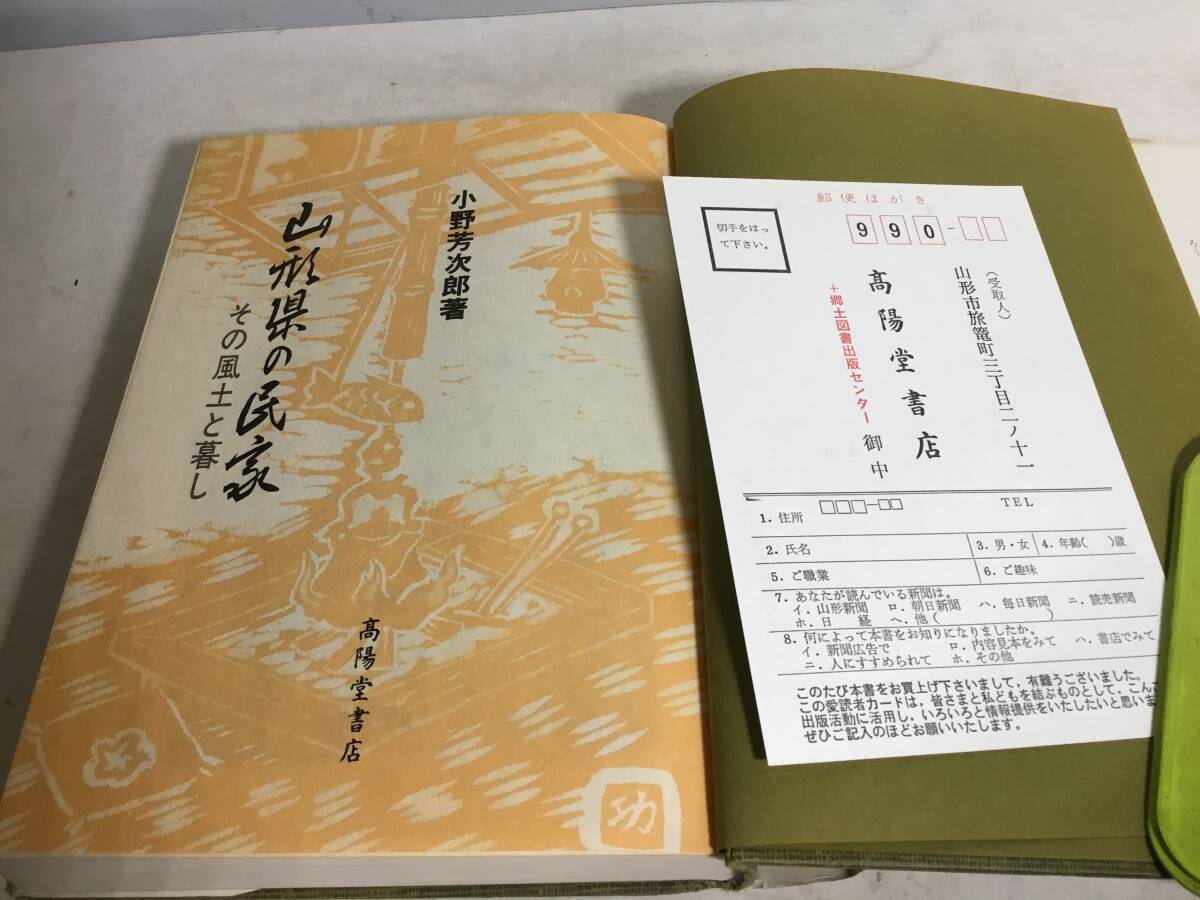 小野芳次郎著
山形県の民家
その風土と暮し
髙陽堂書店
功
郵便はがき
切手をはっ
て下さい。
990-
(受取人)
山形市旅篭町三丁目二ノ十一
髙陽堂書店
+郷土図書出版センター 御中
TEL
1. 住所
2. 氏名 3. 男・女 4. 年齢( )歳
5. ご職業 6. ご趣味
7. あなたが読んでいる新聞は。
イ. 山形新聞 ロ. 朝日新聞 ハ. 毎日新聞 ニ. 読売新聞
ホ. 日 経 ヘ. 他( )
8. 何によって本書をお知りになりましたか。
イ. 新聞広告で ロ. 内容見本をみて ハ. 書店でみて
ニ. 人にすすめられて ホ. その他
このたび本書をお買上げ下さいまして,有難うございました。
この愛読者カードは,皆さまと私どもを結ぶものとして,こんご
出版活動に活用し,いろいろと情報提供をいたしたいと思いま
ぜひご記入のほどお願いいたします。